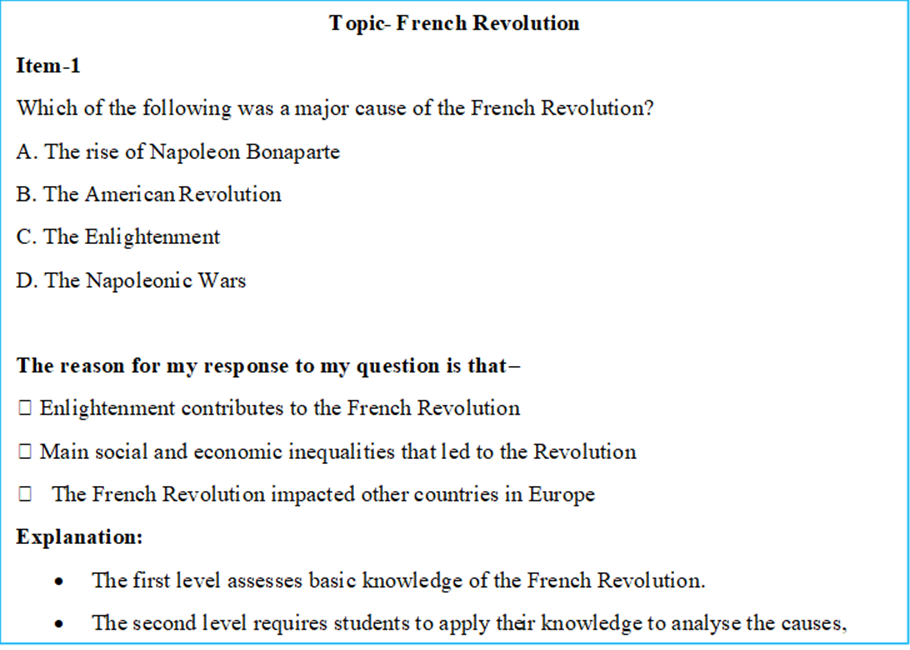 Topic- French Revolution
Item-1
Which of the following was a major cause of the French Revolution?
A. The rise of Napoleon Bonaparte
B. The American Revolution
C. The Enlightenment
D. The Napoleonic Wars
The reason for my response to my question is that–
□ Enlightenment contributes to the French Revolution
□ Main social and economic inequalities that led to the Revolution
□ The French Revolution impacted other countries in Europe
Explanation:
• The first level assesses basic knowledge of the French Revolution.
• The second level requires students to apply their knowledge to analyse the causes,